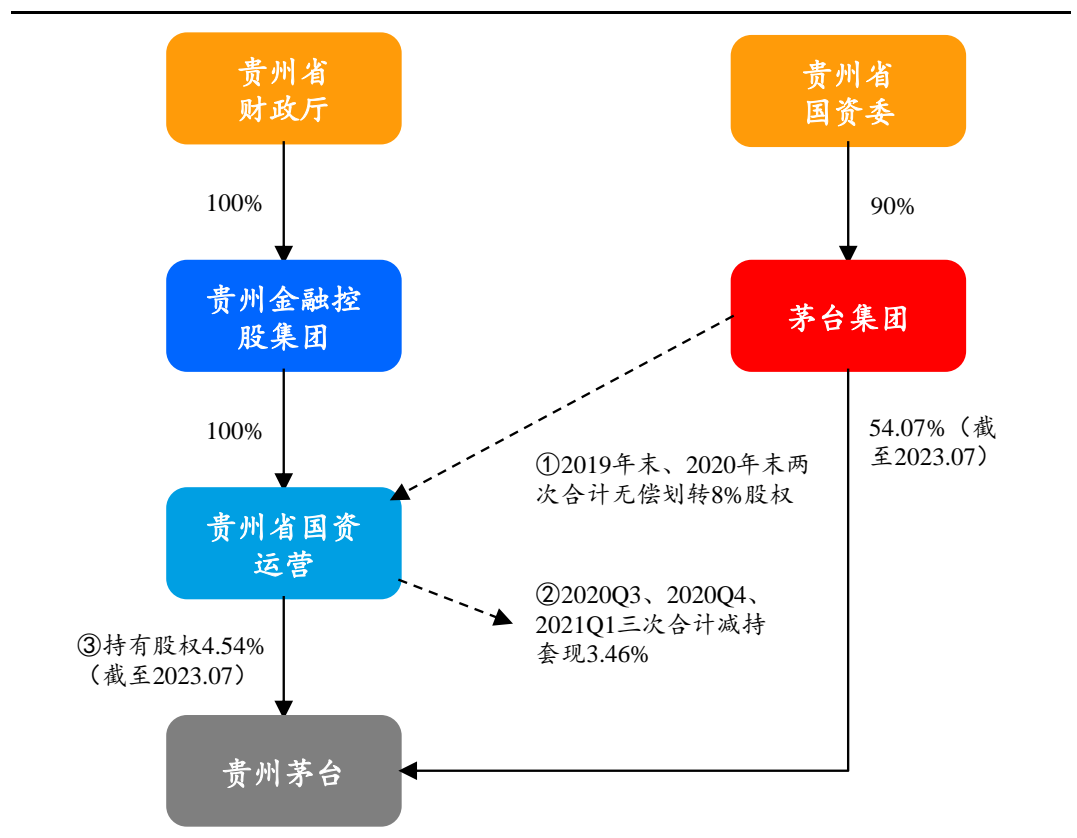 贵州省
财政厅
贵州省
国资委
100%
90%
贵州金融控
股集团
茅台集团
100%
54.07%（截
至2023.07）
①2019年末、2020年末两
次合计无偿划转8%股权
贵州省国资
运营
②2020Q3、2020Q4、
2021Q1三次合计减持
套现3.46%
③持有股权4.54%
（截至2023.07）
贵州茅台